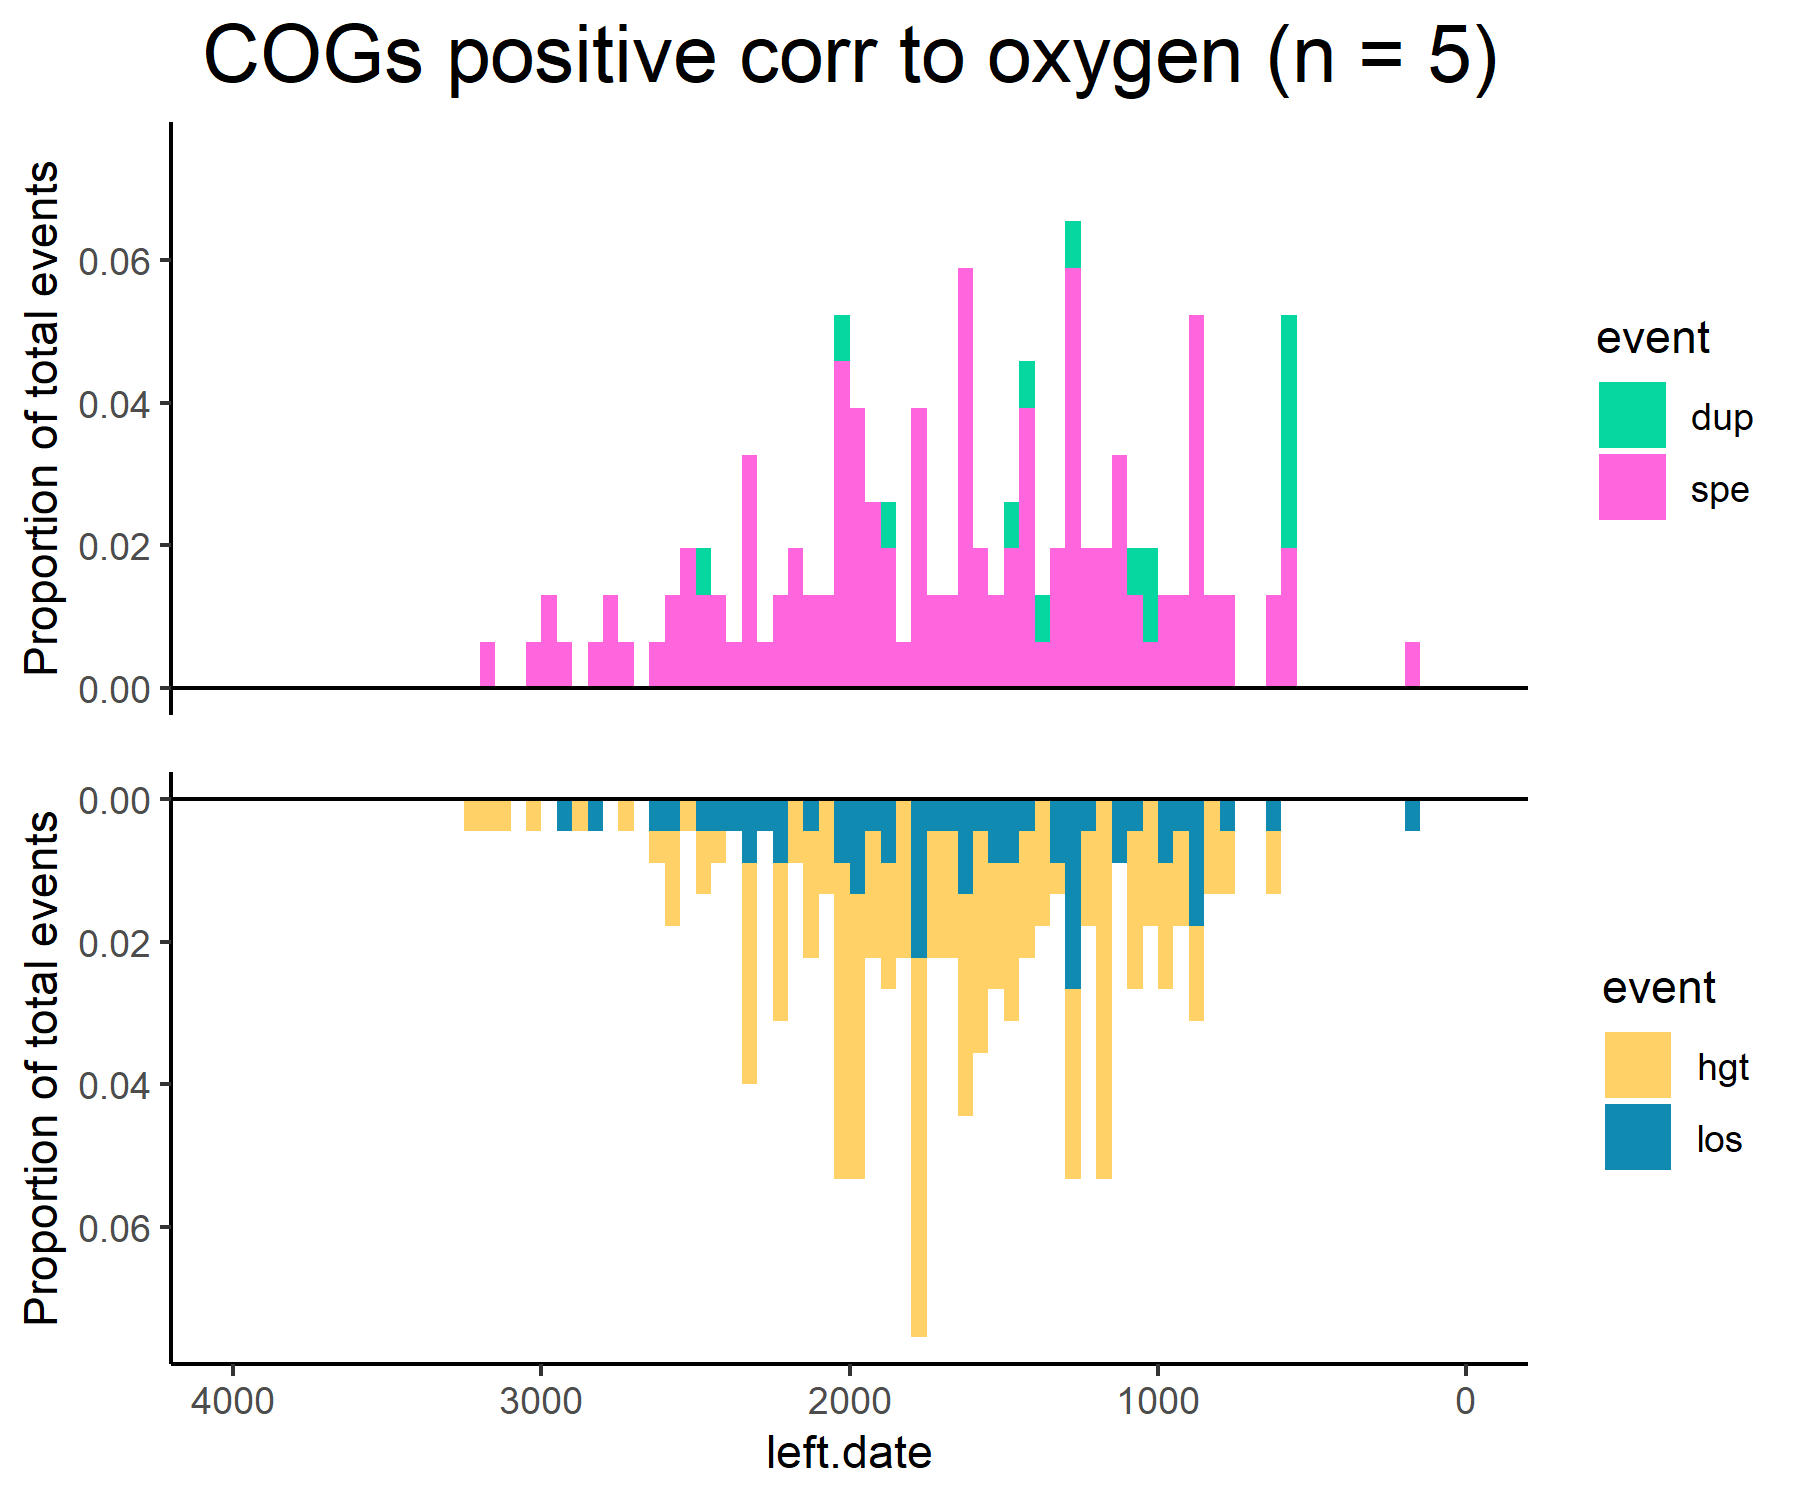 COGs positive corr to oxygen (n = 5)
Proportion of total events
0.06
0.04
0.02
0.00
event
dup
spe
Proportion of total events
0.00
0.02
0.04
0.06
event
hgt
los
4000 3000 2000 1000 0
left.date